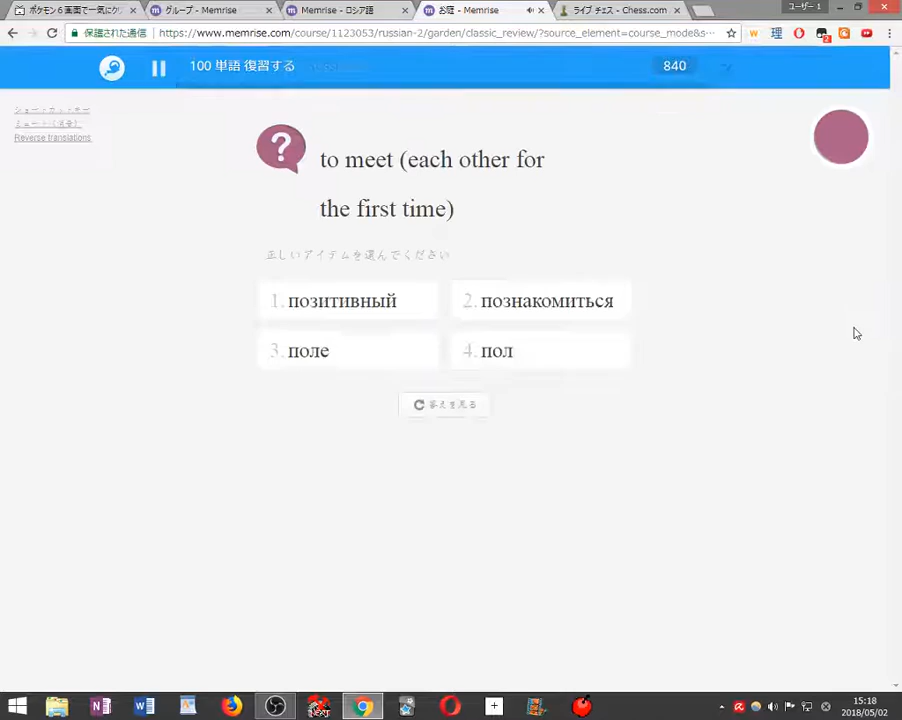 ポケモン6画面で一気にク
グループ - Memrise
Memrise - ロシア語
お庭 - Memrise
ライブ チェス - Chess.com
ユーザー 1
保護された通信
https://www.memrise.com/course/1123053/russian-2/garden/classic_review/?source_element=course_mode&s…
100 単語 復習する
840
Reverse translations
?
to meet (each other for
the first time)
正しいアイテムを選んでください
1. позитивный
2. познакомиться
3. поле
4. пол
答えを見る
15:18
2018/05/02